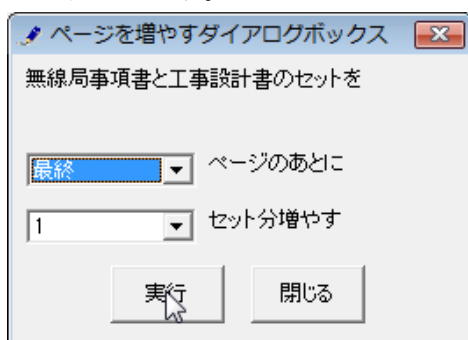 ページを増やすダイアログボックス
無線局事項書と工事設計書のセットを
最終 ページのあとに
1 セット分増やす
実行 閉じる